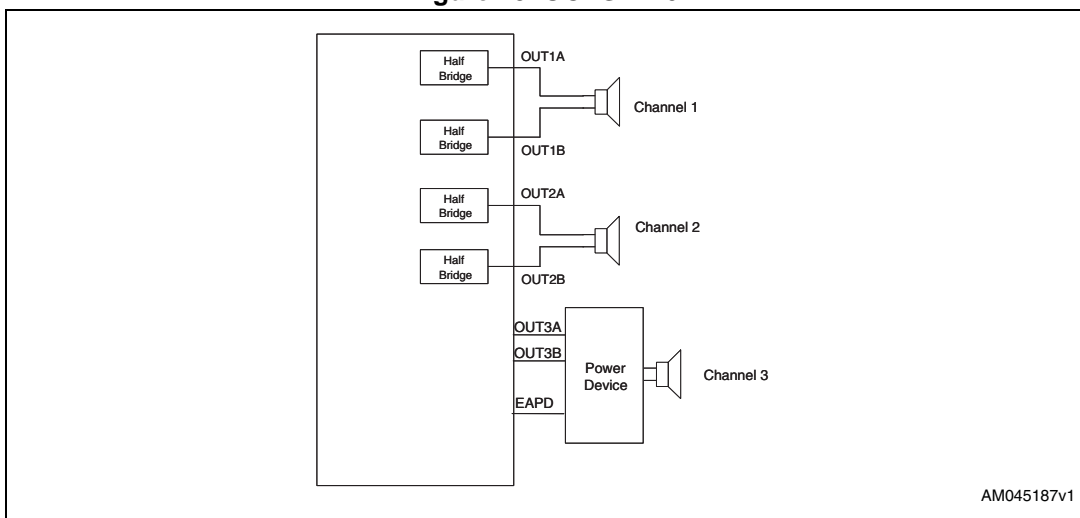 Half
Bridge
OUT1A
Channel 1
Half
Bridge
OUT1B
Half
Bridge
OUT2A
Channel 2
Half
Bridge
OUT2B
OUT3A
OUT3B
Power
Device
Channel 3
EAPD
AM045187v1